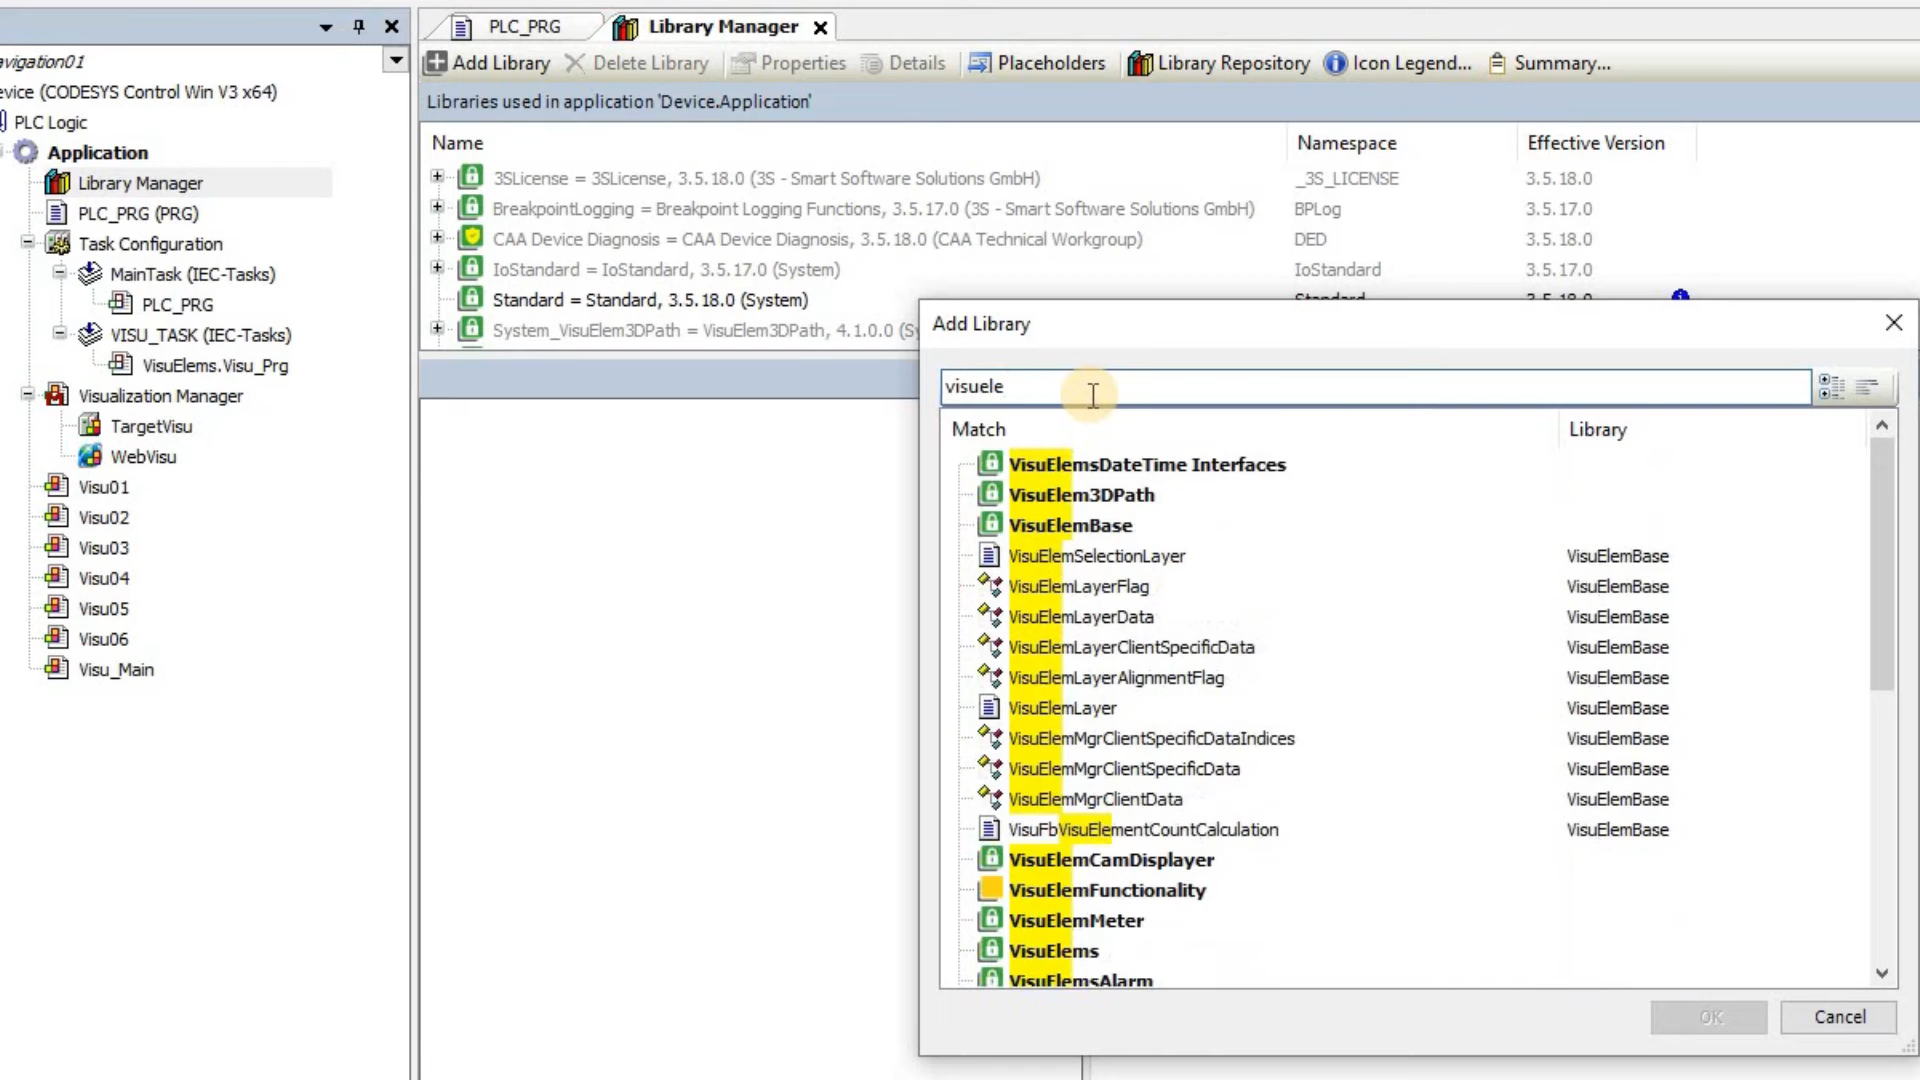 PLC_PRG
Library Manager
avigation01
evice (CODESYS Control Win V3 x64)
PLC Logic
Application
Library Manager
PLC_PRG (PRG)
Task Configuration
MainTask (IEC-Tasks)
PLC_PRG
VISU_TASK (IEC-Tasks)
VisuElems.Visu_Prg
Visualization Manager
TargetVisu
WebVisu
Visu01
Visu02
Visu03
Visu04
Visu05
Visu06
Visu_Main
Add Library Delete Library Properties Details Placeholders Library Repository Icon Legend... Summary...
Libraries used in application 'Device.Application'
Name Namespace Effective Version
3SLicense = 3SLicense, 3.5.18.0 (3S - Smart Software Solutions GmbH) _3S_LICENSE 3.5.18.0
BreakpointLogging = Breakpoint Logging Functions, 3.5.17.0 (3S - Smart Software Solutions GmbH) BPLog 3.5.17.0
CAA Device Diagnosis = CAA Device Diagnosis, 3.5.18.0 (CAA Technical Workgroup) DED 3.5.18.0
IoStandard = IoStandard, 3.5.17.0 (System) IoStandard 3.5.17.0
Standard = Standard, 3.5.18.0 (System) Standard 3.5.18.0
System_VisuElem3DPath = VisuElem3DPath, 4.1.0.0 (Sy
Add Library
visuele
Match Library
VisuElemsDateTime Interfaces
VisuElem3DPath
VisuElemBase
VisuElemSelectionLayer VisuElemBase
VisuElemLayerFlag VisuElemBase
VisuElemLayerData VisuElemBase
VisuElemLayerClientSpecificData VisuElemBase
VisuElemLayerAlignmentFlag VisuElemBase
VisuElemLayer VisuElemBase
VisuElemMgrClientSpecificDataIndices VisuElemBase
VisuElemMgrClientSpecificData VisuElemBase
VisuElemMgrClientData VisuElemBase
VisuFbVisuElementCountCalculation VisuElemBase
VisuElemCamDisplayer
VisuElemFunctionality
VisuElemMeter
VisuElems
VisuElemsAlarm
OK Cancel